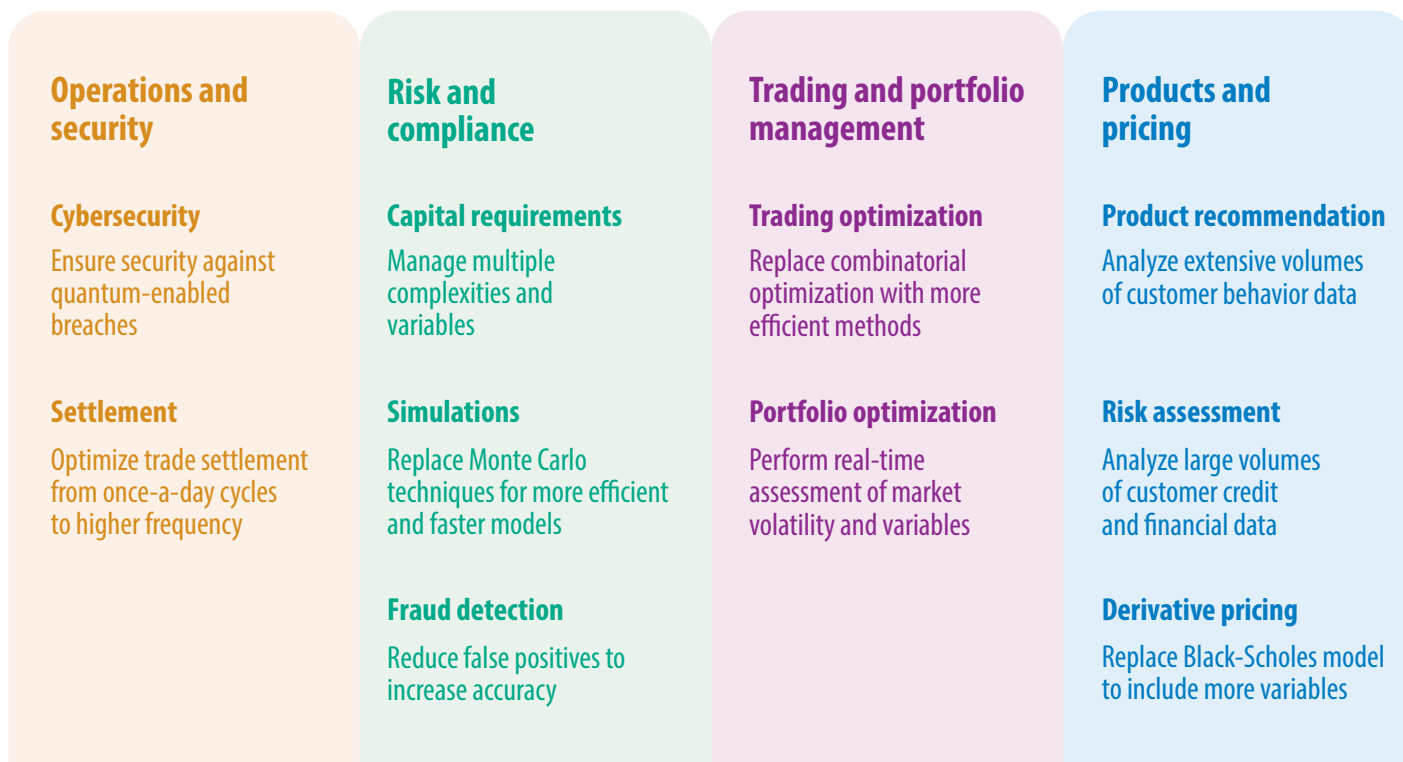 Operations and
security
Cybersecurity
Ensure security against
quantum-enabled
breaches
Settlement
Optimize trade settlement
from once-a-day cycles
to higher frequency
Risk and
compliance
Capital requirements
Manage multiple
complexities and
variables
Simulations
Replace Monte Carlo
techniques for more efficient
and faster models
Fraud detection
Reduce false positives to
increase accuracy
Trading and portfolio
management
Trading optimization
Replace combinatorial
optimization with more
efficient methods
Portfolio optimization
Perform real-time
assessment of market
volatility and variables
Products and
pricing
Product recommendation
Analyze extensive volumes
of customer behavior data
Risk assessment
Analyze large volumes
of customer credit
and financial data
Derivative pricing
Replace Black-Scholes model
to include more variables